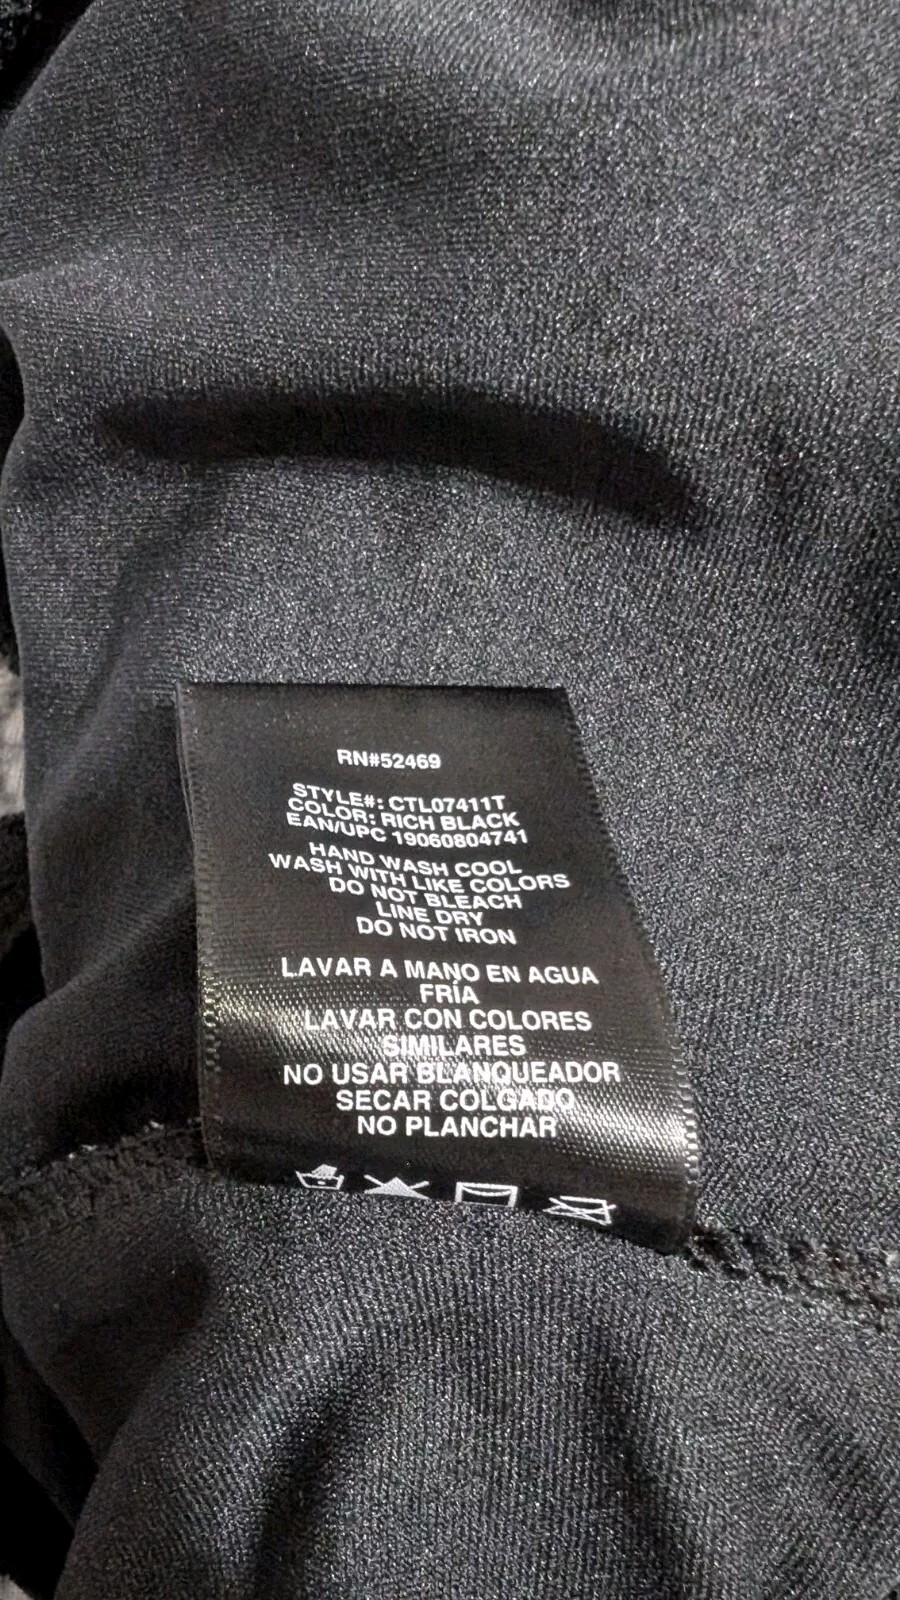 RN#52469
STYLE#: CTL07411T
COLOR: RICH BLACK
EAN/UPC 19060804741
HAND WASH COOL
WASH WITH LIKE COLORS
DO NOT BLEACH
LINE DRY
DO NOT IRON
LAVAR A MANO EN AGUA
FRÍA
LAVAR CON COLORES
SIMILARES
NO USAR BLANQUEADOR
SECAR COLGADO
NO PLANCHAR